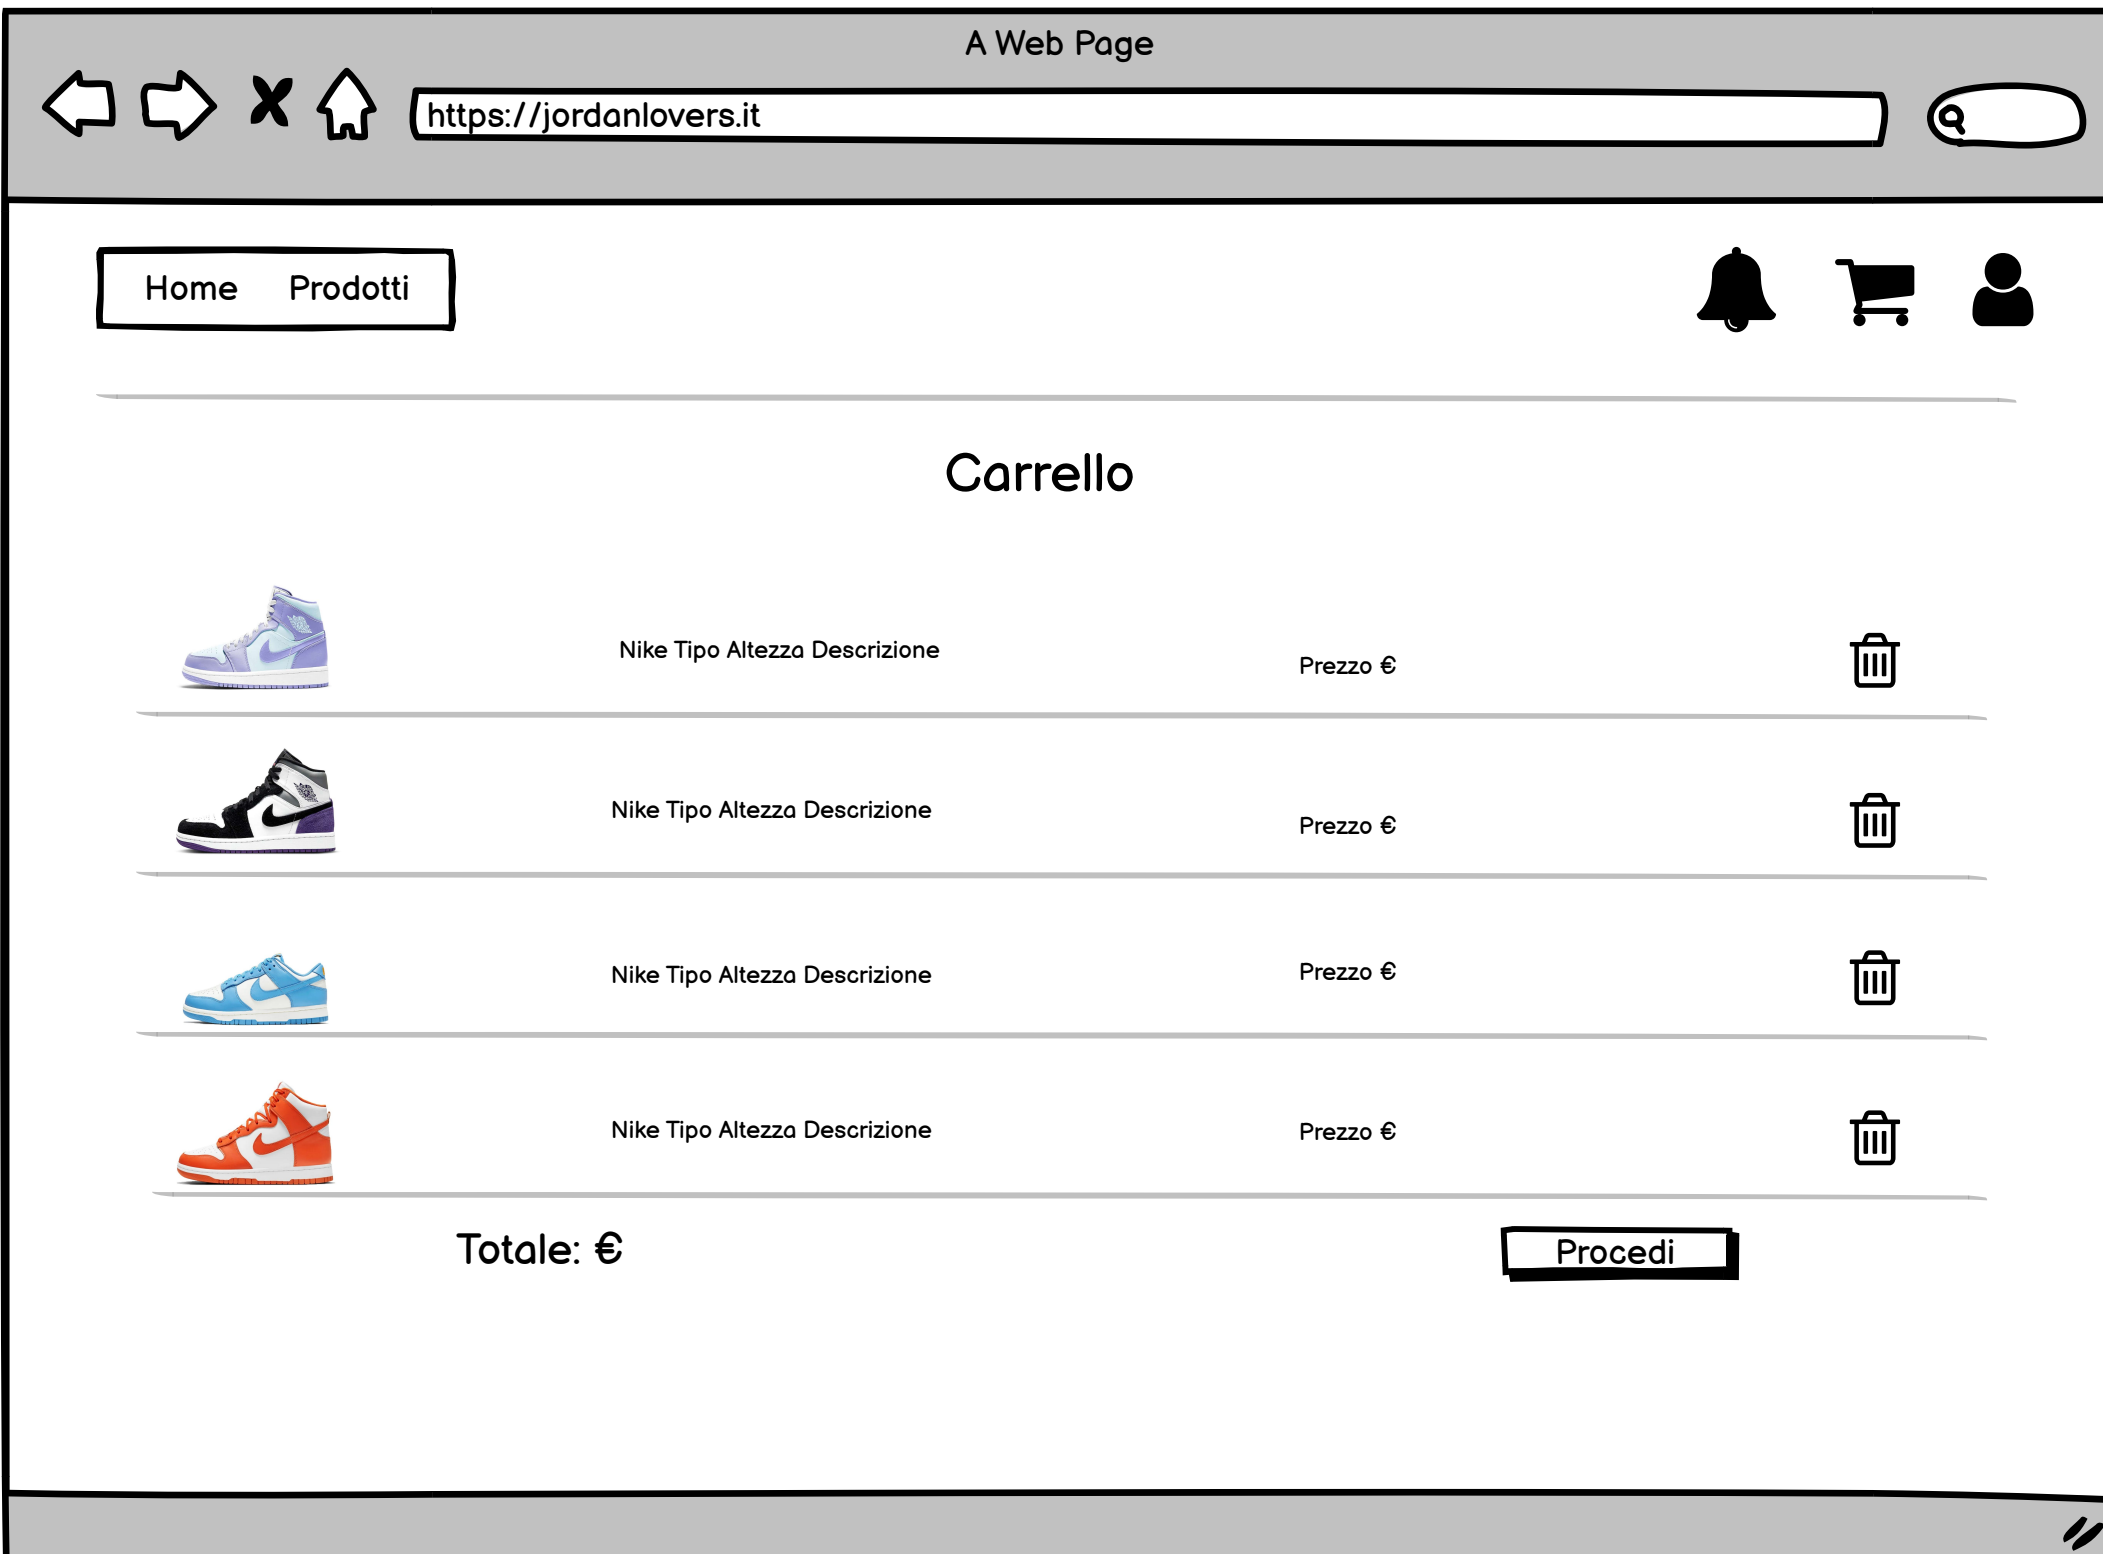 A Web Page
https://jordanlovers.it
Home Prodotti
Carrello
Nike Tipo Altezza Descrizione
Prezzo €
Nike Tipo Altezza Descrizione
Prezzo €
Nike Tipo Altezza Descrizione
Prezzo €
Nike Tipo Altezza Descrizione
Prezzo €
Totale: €
Procedi